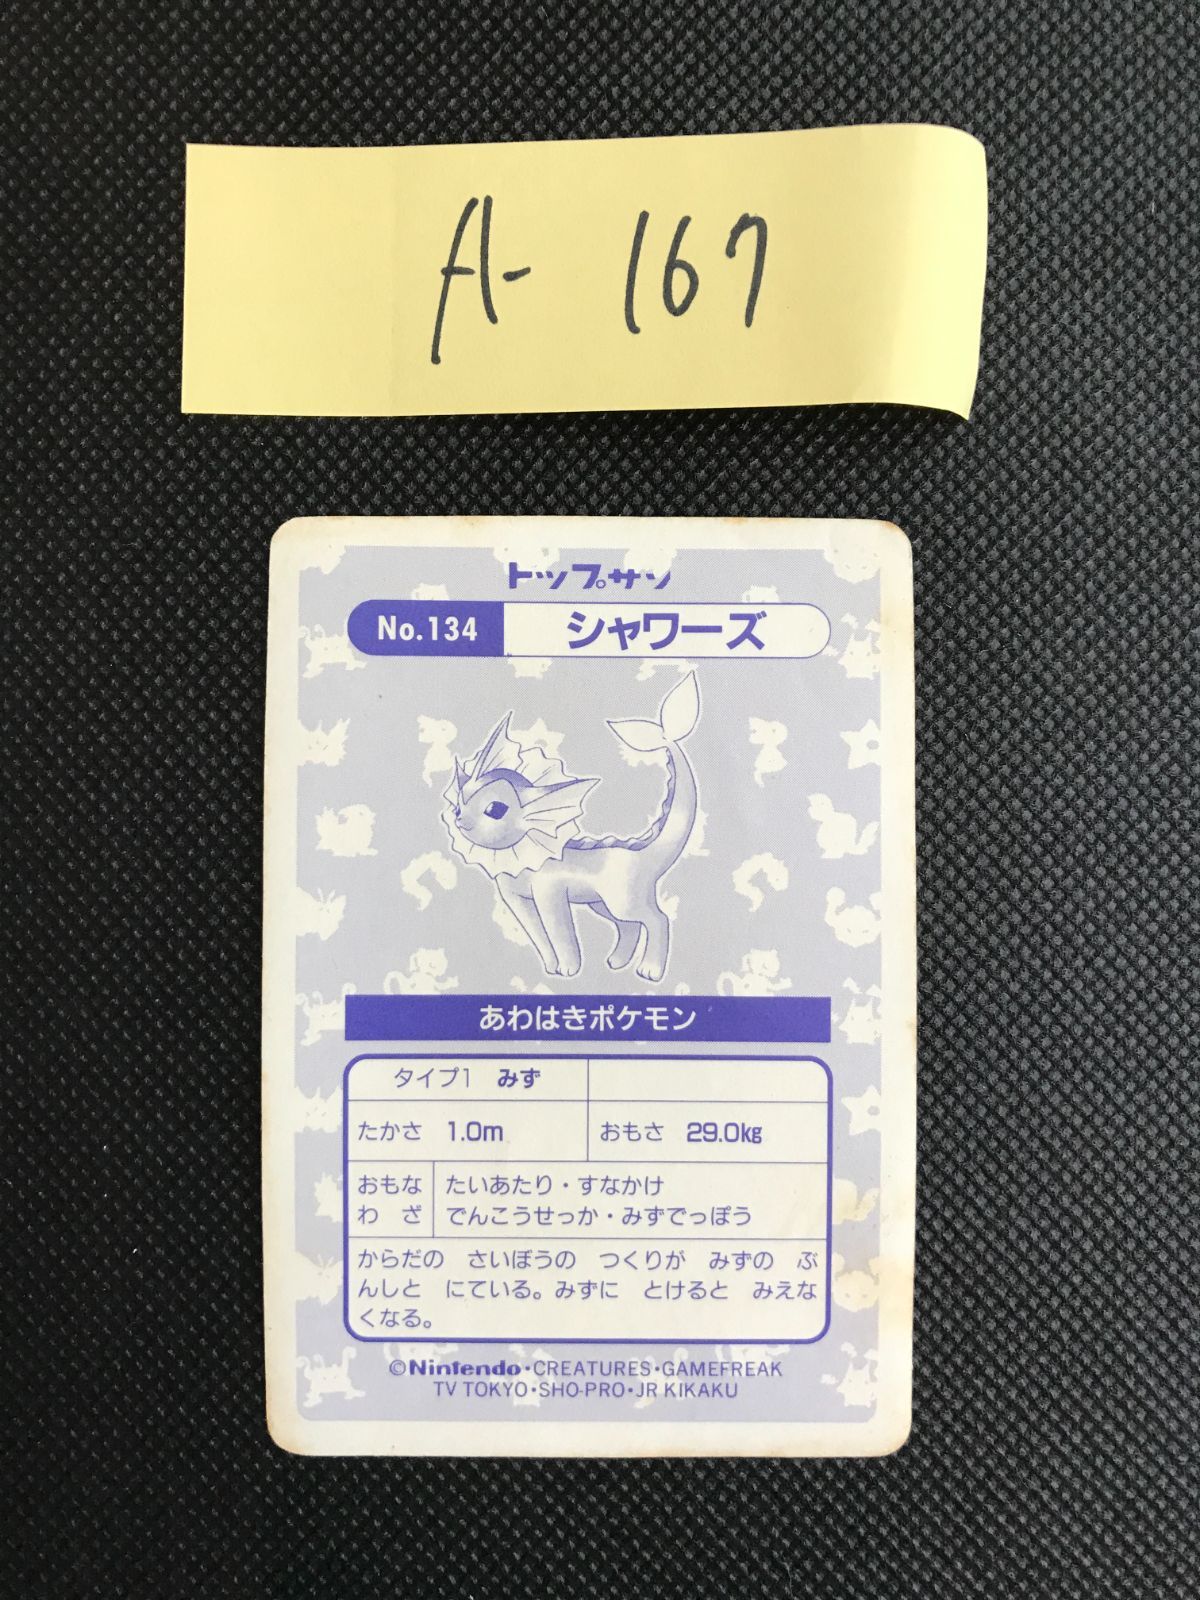 A- 167
トップサン
No.134 シャワーズ
あわはきポケモン
タイプ1 みず
たかさ 1.0m おもさ 29.0kg
おもな たいあたり・すなかけ
わ ざ でんこうせっか・みずでっぽう
からだの さいぼうの つくりが みずの ぶ
んしと にている。みずに とけると みえな
くなる。
©Nintendo・CREATURES・GAMEFREAK
TV TOKYO・SHO-PRO・JR KIKAKU